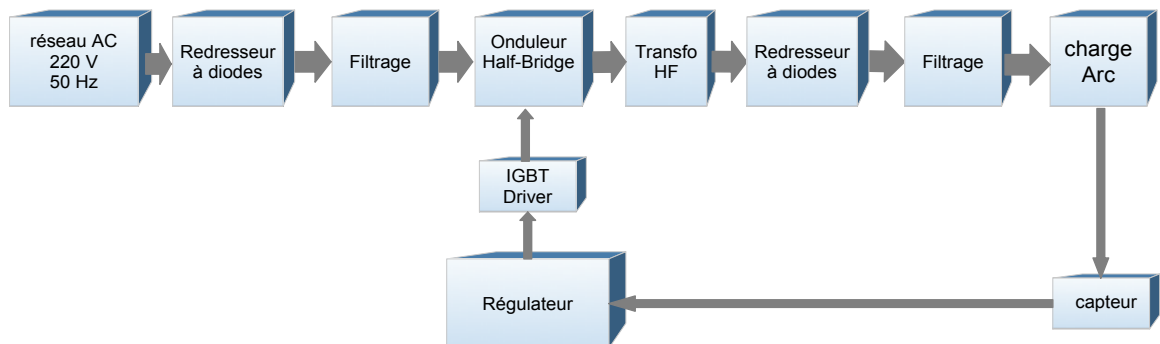 réseau AC
220 V
50 Hz
Redresseur
à diodes
Filtrage
Onduleur
Half-Bridge
Transfo
HF
Redresseur
à diodes
Filtrage
charge
Arc
IGBT
Driver
Régulateur
capteur